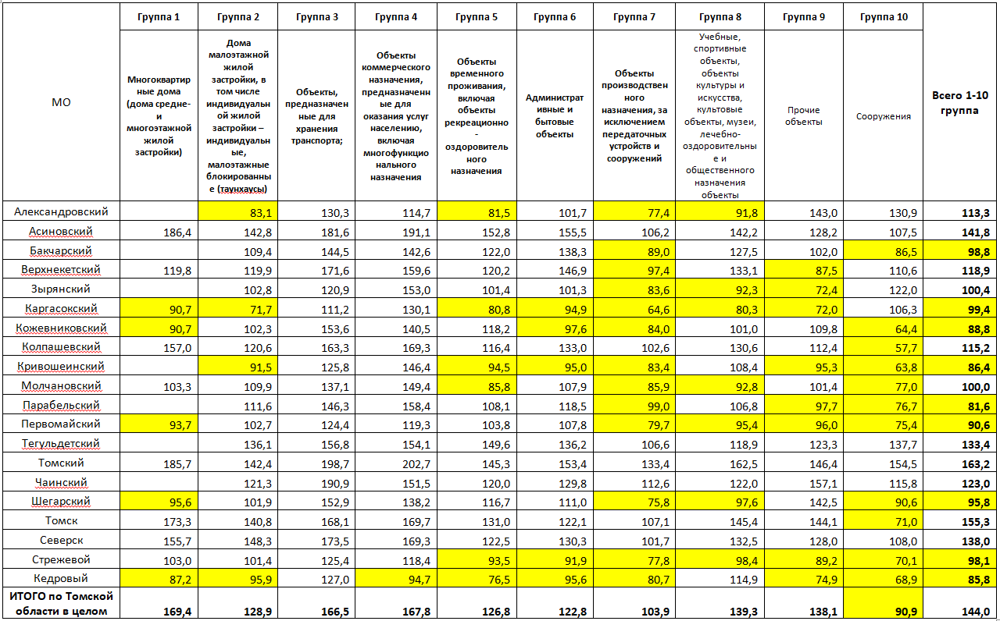 МО
Группа 1
Группа 2
Группа 3
Группа 4
Группа 5
Группа 6
Группа 7
Группа 8
Группа 9
Группа 10
Всего 1-10
группа
Многоквартир
ные дома
(дома средне-
и
многоэтажной
жилой
застройки)
Дома
малоэтажной
жилой
застройки, в
том числе
индивидуальн
ой жилой
застройки –
индивидуальн
ые,
малоэтажные
блокированны
е (таунхаусы)
Объекты,
предназначен
ные для
хранения
транспорта;
Объекты
коммерческого
назначения,
предназначенн
ые для
оказания услуг
населению,
включая
многофункцио
нального
назначения
Объекты
временного
проживания,
включая
объекты
рекреационно
-
оздоровитель
ного
назначения
Административ
ивные и
бытовые
объекты
Объекты
производствен
ного
назначения, за
исключением
передаточных
устройств и
сооружений
Учебные,
спортивные
объекты,
объекты
культуры и
искусства,
культовые
объекты, музеи,
лечебно-
оздоровительны
е и
общественного
назначения
объекты
Прочие
объекты
Сооружения
Александровский 83,1 130,3 114,7 81,5 101,7 77,4 91,8 143,0 130,9 113,3
Асиновский 186,4 142,8 181,6 191,1 152,8 155,5 106,2 142,2 128,2 107,5 141,8
Бакчарский 109,4 144,5 142,6 122,0 138,3 89,0 127,5 102,0 86,5 98,8
Верхнекетский 119,8 119,9 171,6 159,6 120,2 146,9 97,4 133,1 87,5 110,6 118,9
Зырянский 102,8 120,9 153,0 101,4 101,3 83,6 92,3 72,4 122,0 100,4
Каргасокский 90,7 71,7 111,2 130,1 80,8 94,9 64,6 80,3 72,0 106,3 99,4
Кожевниковский 90,7 102,3 153,6 140,5 118,2 97,6 84,0 101,0 109,8 64,4 88,8
Колпашевский 157,0 120,6 163,3 169,3 116,4 133,0 102,6 130,6 112,4 57,7 115,2
Кривошеинский 91,5 125,8 146,4 94,5 95,0 83,4 108,4 95,3 63,8 86,4
Молчановский 103,3 109,9 137,1 149,4 85,8 107,9 85,9 92,8 101,4 77,0 100,0
Парабельский 111,6 146,3 158,4 108,1 118,5 99,0 106,8 97,7 76,7 81,6
Первомайский 93,7 102,7 124,4 119,3 103,8 107,8 79,7 95,4 96,0 75,4 90,6
Тегульдетский 136,1 156,8 154,1 149,6 136,2 106,6 118,9 123,3 137,7 133,4
Томский 185,7 142,4 198,7 202,7 145,3 153,4 133,4 162,5 146,4 154,5 163,2
Чаинский 121,3 190,9 151,5 120,0 129,8 112,6 122,0 157,1 115,8 123,0
Шегарский 95,6 101,9 152,9 138,2 116,7 111,0 75,8 97,6 142,5 90,6 95,8
Томск 173,3 140,8 168,1 169,7 131,0 122,1 107,1 145,4 144,1 71,0 155,3
Северск 155,7 148,3 173,5 169,3 122,5 130,3 101,7 132,5 128,0 108,0 138,0
Стрежевой 103,0 101,4 125,4 118,4 93,5 91,9 77,8 98,4 89,2 70,1 98,1
Кедровый 87,2 95,9 127,0 94,7 76,5 95,6 80,7 114,9 74,9 68,9 85,8
ИТОГО по Томской
области в целом 169,4 128,9 166,5 167,8 126,8 122,8 103,9 139,3 138,1 90,9 144,0